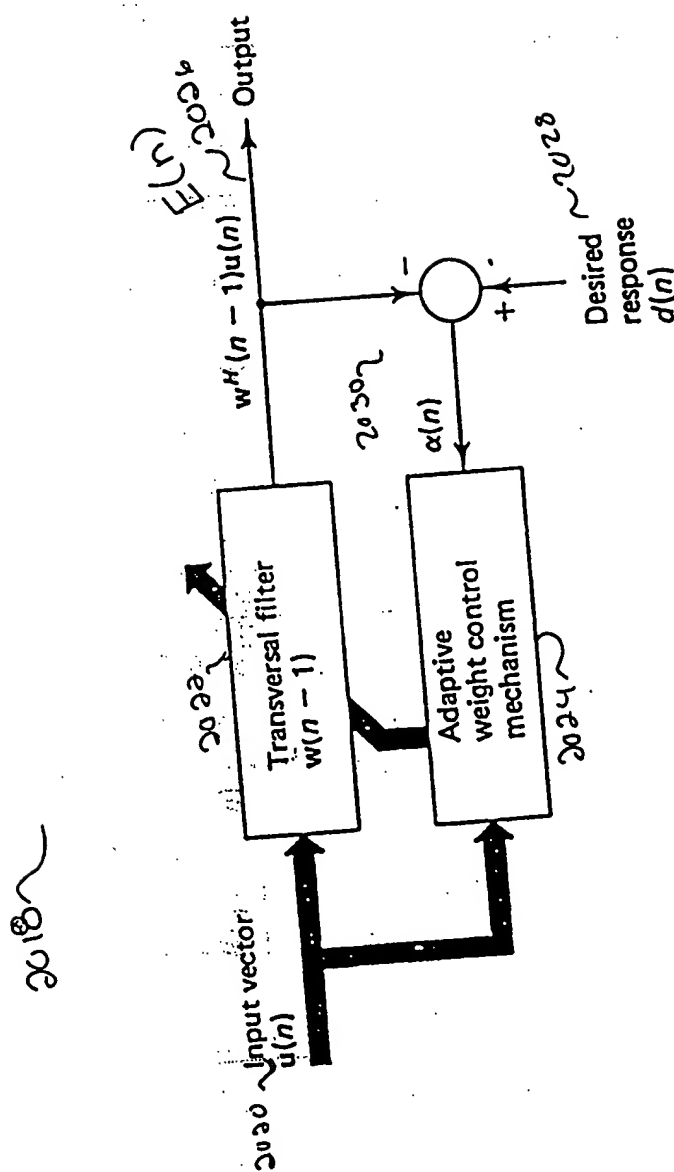 2018
2020
Input vector
u(n)
2022
Transversal filter
w(n − 1)
wᴴ(n − 1)u(n)
E(n)
2026
Output
Adaptive
weight control
mechanism
2024
2030
α(n)
−
+
Desired
response
d(n)
2028